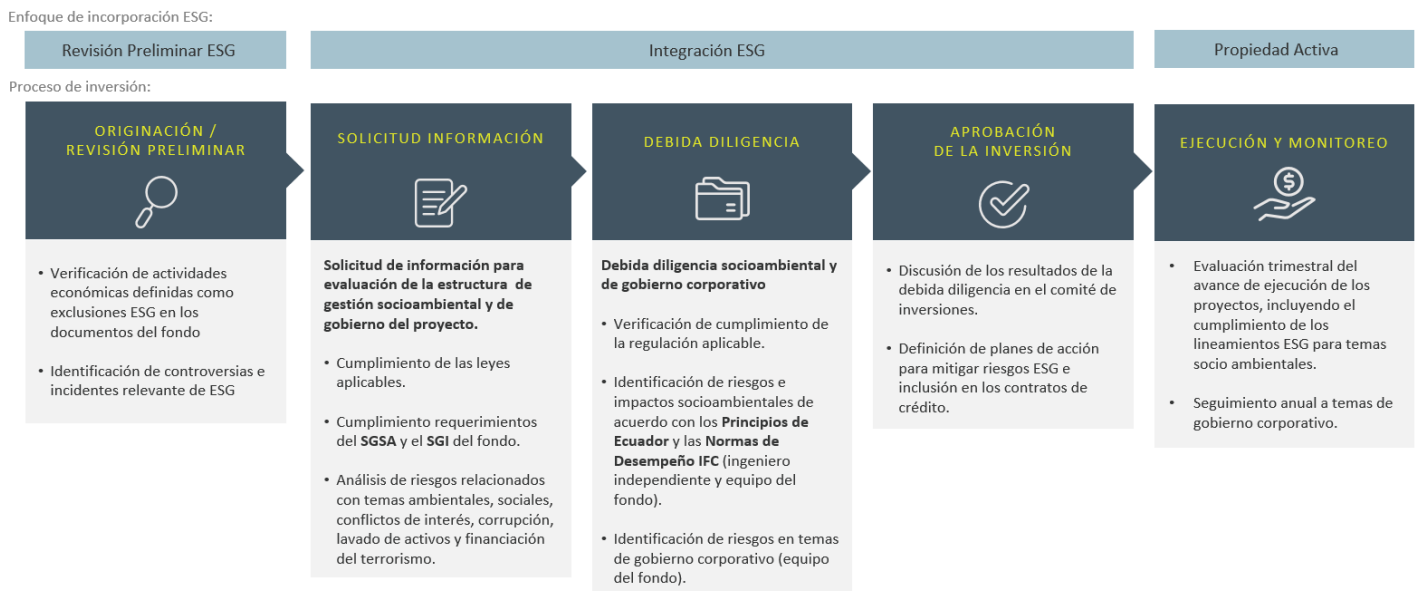 Enfoque de incorporación ESG:
Revisión Preliminar ESG
Integración ESG
Propiedad Activa
Proceso de inversión:
ORIGINACIÓN /
REVISIÓN PRELIMINAR
• Verificación de actividades
económicas definidas como
exclusiones ESG en los
documentos del fondo
• Identificación de controversias e
incidentes relevante de ESG
SOLICITUD INFORMACIÓN
Solicitud de información para
evaluación de la estructura de
gestión socioambiental y de
gobierno del proyecto.
• Cumplimiento de las leyes
aplicables.
• Cumplimiento requerimientos
del SGSA y el SGI del fondo.
• Análisis de riesgos relacionados
con temas ambientales, sociales,
conflictos de interés, corrupción,
lavado de activos y financiación
del terrorismo.
DEBIDA DILIGENCIA
Debida diligencia socioambiental y
de gobierno corporativo
• Verificación de cumplimiento de
la regulación aplicable.
• Identificación de riesgos e
impactos socioambientales de
acuerdo con los Principios de
Ecuador y las Normas de
Desempeño IFC (ingeniero
independiente y equipo del
fondo).
• Identificación de riesgos en temas
de gobierno corporativo (equipo
del fondo).
APROBACIÓN
DE LA INVERSIÓN
• Discusión de los resultados de la
debida diligencia en el comité de
inversiones.
• Definición de planes de acción
para mitigar riesgos ESG e
inclusión en los contratos de
crédito.
EJECUCIÓN Y MONITOREO
$
• Evaluación trimestral del
avance de ejecución de los
proyectos, incluyendo el
cumplimiento de los
lineamientos ESG para temas
socio ambientales.
• Seguimiento anual a temas de
gobierno corporativo.